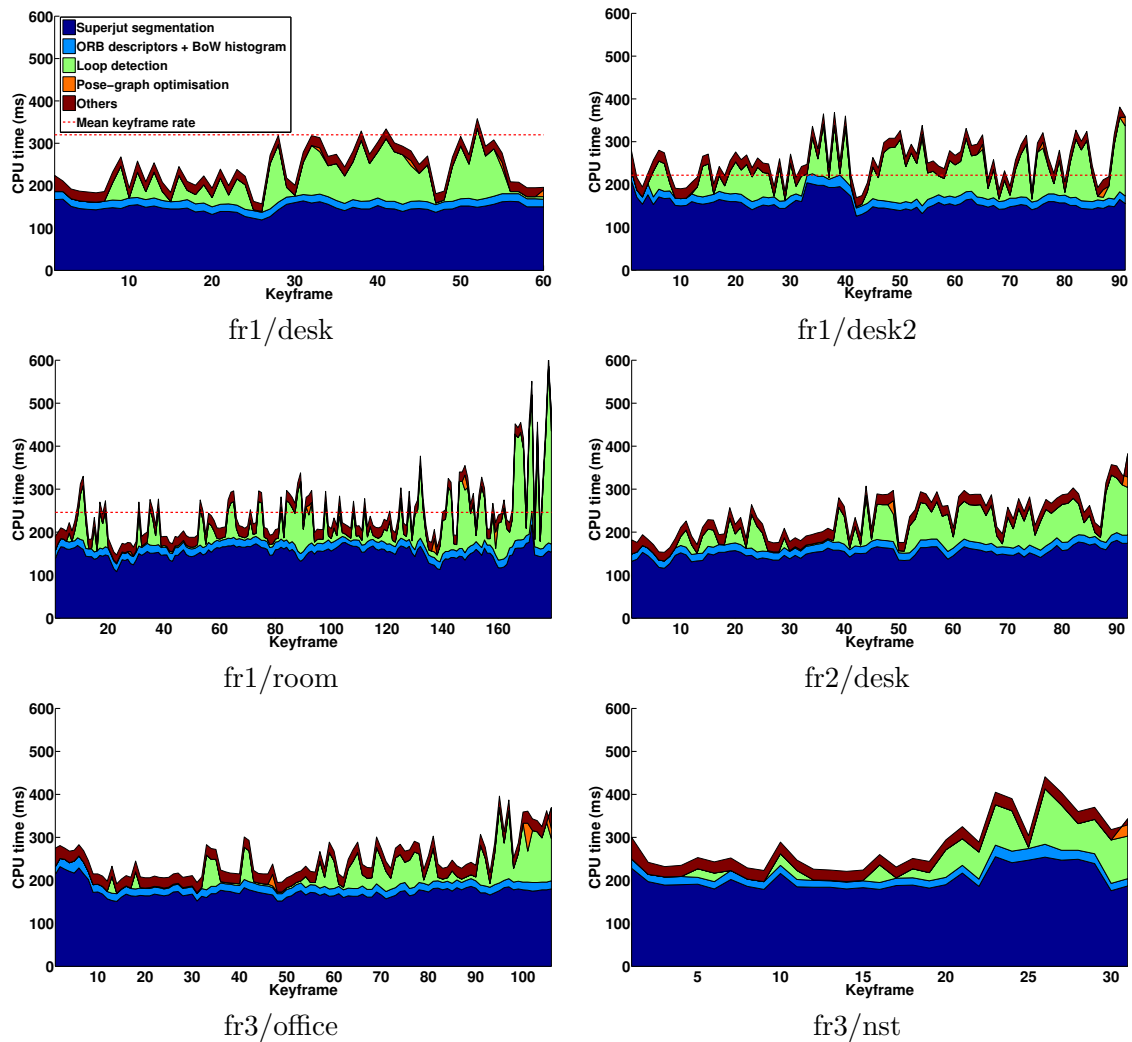 600
500
400
300
200
100
0
CPU time (ms)
Superjut segmentation
ORB descriptors + BoW histogram
Loop detection
Pose-graph optimisation
Others
Mean keyframe rate
10 20 30 40 50 60
Keyframe
fr1/desk
600
500
400
300
200
100
0
CPU time (ms)
10 20 30 40 50 60 70 80 90
Keyframe
fr1/desk2
600
500
400
300
200
100
0
CPU time (ms)
20 40 60 80 100 120 140 160
Keyframe
fr1/room
600
500
400
300
200
100
0
CPU time (ms)
10 20 30 40 50 60 70 80 90
Keyframe
fr2/desk
600
500
400
300
200
100
0
CPU time (ms)
10 20 30 40 50 60 70 80 90 100
Keyframe
fr3/office
600
500
400
300
200
100
0
CPU time (ms)
5 10 15 20 25 30
Keyframe
fr3/nst